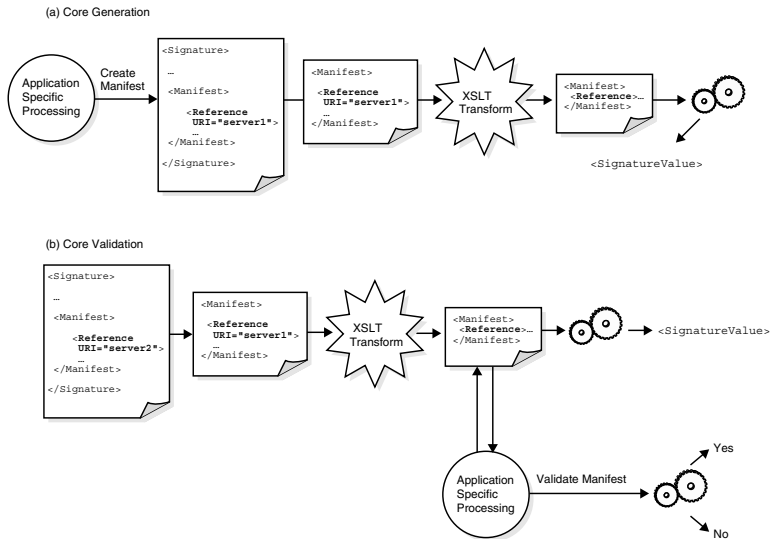 (a) Core Generation
Application
Specific
Processing
Create
Manifest
<Signature>
…
<Manifest>
<Reference
URI="server1">
…
</Manifest>
</Signature>
<Manifest>
<Reference
URI="server1">
…
</Manifest>
XSLT
Transform
<Manifest>
<Reference>…
</Manifest>
<SignatureValue>
(b) Core Validation
<Signature>
…
<Manifest>
<Reference
URI="server2">
…
</Manifest>
</Signature>
<Manifest>
<Reference
URI="server1">
…
</Manifest>
XSLT
Transform
<Manifest>
<Reference>…
</Manifest>
<SignatureValue>
Application
Specific
Processing
Validate Manifest
Yes
No